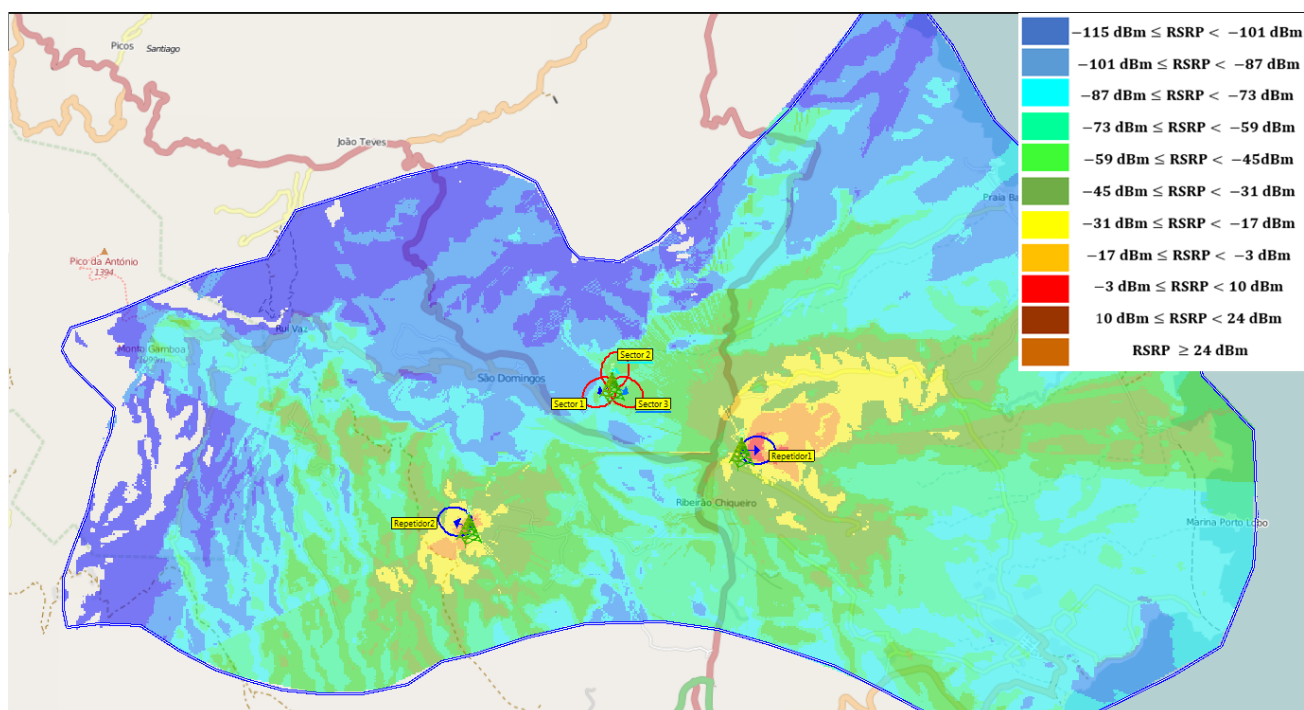 Picos
Santiago
João Teves
Pico da António
1394
Rui Vaz
Monto Gamboa
São Domingos
Sector 2
Sector 1
Sector 3
Repetidor1
Repetidor2
Ribeirão Chiqueiro
Marina Porto Lobo
Praia Ba
−115 dBm ≤ RSRP < −101 dBm
−101 dBm ≤ RSRP < −87 dBm
−87 dBm ≤ RSRP < −73 dBm
−73 dBm ≤ RSRP < −59 dBm
−59 dBm ≤ RSRP < −45dBm
−45 dBm ≤ RSRP < −31 dBm
−31 dBm ≤ RSRP < −17 dBm
−17 dBm ≤ RSRP < −3 dBm
−3 dBm ≤ RSRP < 10 dBm
10 dBm ≤ RSRP < 24 dBm
RSRP ≥ 24 dBm